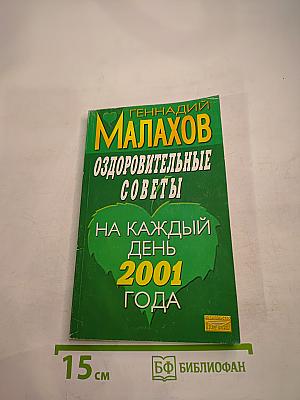 ГЕННАДИЙ
МАЛАХОВ
ОЗДОРОВИТЕЛЬНЫЕ
СОВЕТЫ
НА КАЖДЫЙ
ДЕНЬ
2001
ГОДА
15 см
БФ БИБЛИОФАН